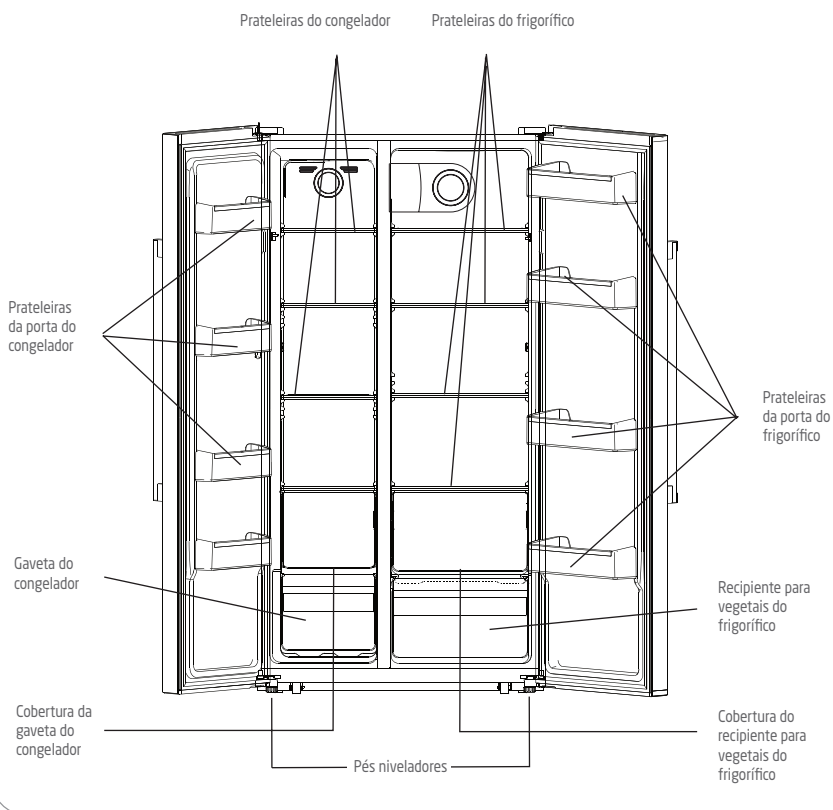 Prateleiras do congelador
Prateleiras do frigorífico
Prateleiras
da porta do
congelador
Prateleiras
da porta do
frigorífico
Gaveta do
congelador
Recipiente para
vegetais do
frigorífico
Cobertura da
gaveta do
congelador
Cobertura do
recipiente para
vegetais do
frigorífico
Pés niveladores